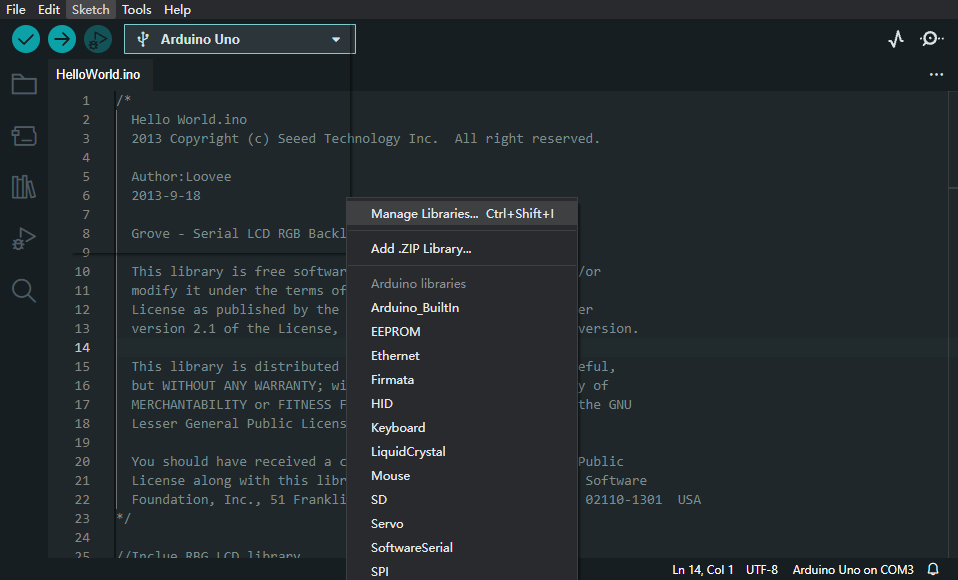 File Edit Sketch Tools Help
Arduino Uno
HelloWorld.ino
1 /*
2 Hello World.ino
3 2013 Copyright (c) Seeed Technology Inc.  All right reserved.
4
5 Author:Loovee
6 2013-9-18
7
8 Grove - Serial LCD RGB Backl
9
10 This library is free softwar /or
11 modify it under the terms of
12 License as published by the er
13 version 2.1 of the License, version.
14
15 This library is distributed eful,
16 but WITHOUT ANY WARRANTY; wi y of
17 MERCHANTABILITY or FITNESS F the GNU
18 Lesser General Public Licens
19
20 You should have received a c Public
21 License along with this libr Software
22 Foundation, Inc., 51 Frankli 02110-1301  USA
23 */
24
25 //Inclue RBG LCD library
Manage Libraries... Ctrl+Shift+I
Add .ZIP Library...
Arduino libraries
Arduino_BuiltIn
EEPROM
Ethernet
Firmata
HID
Keyboard
LiquidCrystal
Mouse
SD
Servo
SoftwareSerial
SPI
Ln 14, Col 1 UTF-8 Arduino Uno on COM3